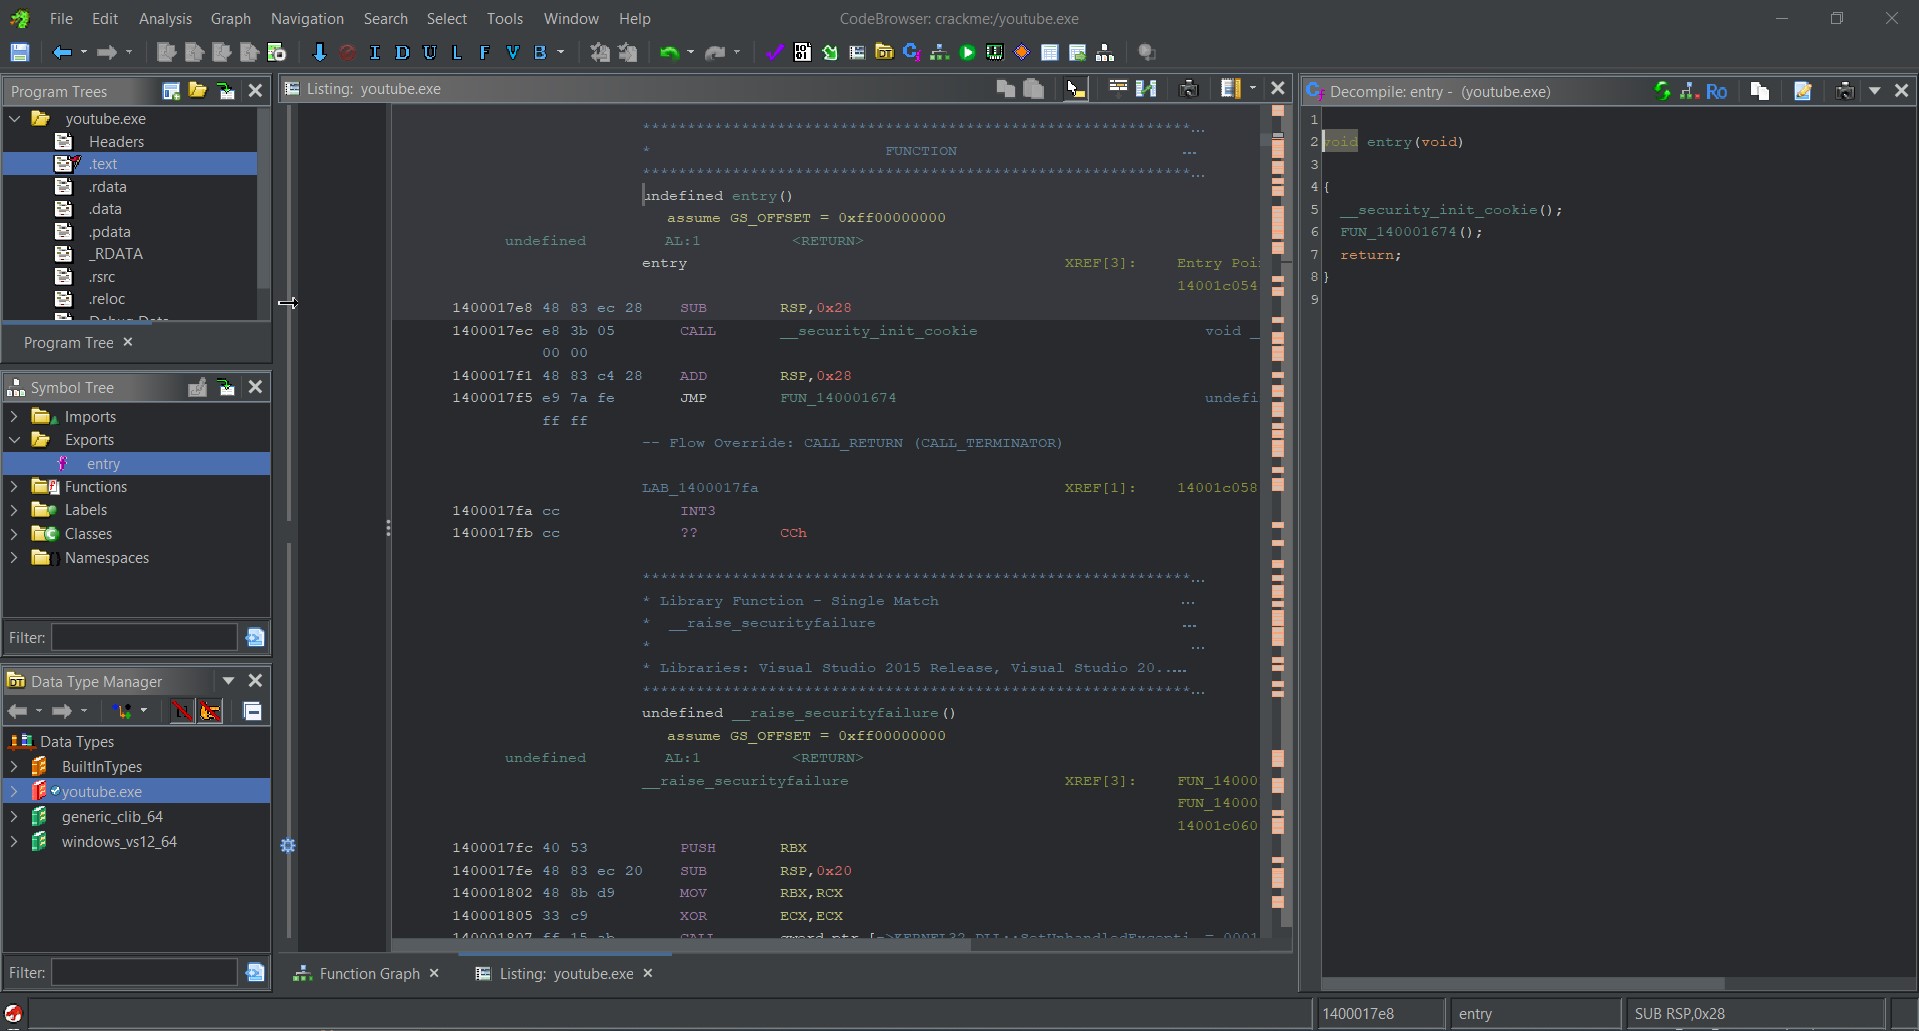 File Edit Analysis Graph Navigation Search Select Tools Window Help
CodeBrowser: crackme:/youtube.exe
I D U L F V B
Program Trees
youtube.exe
Headers
.text
.rdata
.data
.pdata
_RDATA
.rsrc
.reloc
Program Tree ×
Symbol Tree
Imports
Exports
entry
Functions
Labels
Classes
Namespaces
Filter:
Data Type Manager
Data Types
BuiltInTypes
youtube.exe
generic_clib_64
windows_vs12_64
Filter:
Listing: youtube.exe
*************************************************************...
* FUNCTION ...
*************************************************************...
undefined entry()
assume GS_OFFSET = 0xff00000000
undefined AL:1 <RETURN>
entry XREF[3]: Entry Poi
14001c054
1400017e8 48 83 ec 28 SUB RSP,0x28
1400017ec e8 3b 05 CALL __security_init_cookie void _
00 00
1400017f1 48 83 c4 28 ADD RSP,0x28
1400017f5 e9 7a fe JMP FUN_140001674 undefi
ff ff
-- Flow Override: CALL_RETURN (CALL_TERMINATOR)
LAB_1400017fa XREF[1]: 14001c058
1400017fa cc INT3
1400017fb cc ?? CCh
*************************************************************...
* Library Function - Single Match ...
* __raise_securityfailure ...
* ...
* Libraries: Visual Studio 2015 Release, Visual Studio 20.....
*************************************************************...
undefined __raise_securityfailure()
assume GS_OFFSET = 0xff00000000
undefined AL:1 <RETURN>
__raise_securityfailure XREF[3]: FUN_14000
FUN_14000
14001c060
1400017fc 40 53 PUSH RBX
1400017fe 48 83 ec 20 SUB RSP,0x20
140001802 48 8b d9 MOV RBX,RCX
140001805 33 c9 XOR ECX,ECX
140001807 ff 15 CALL qword ptr
Function Graph × Listing: youtube.exe ×
Decompile: entry - (youtube.exe)
Ro
1
2 void entry(void)
3
4 {
5 __security_init_cookie();
6 FUN_140001674();
7 return;
8 }
9
1400017e8 entry SUB RSP,0x28